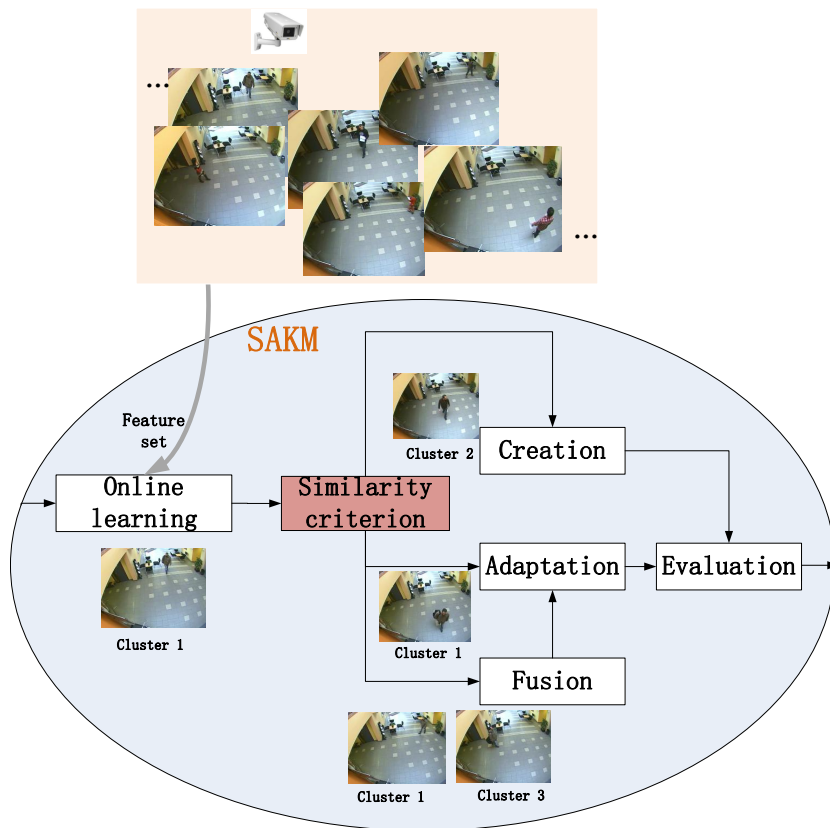 ...
...
SAKM
Feature
set
Online
learning
Similarity
criterion
Cluster 2
Creation
Cluster 1
Adaptation
Evaluation
Cluster 1
Fusion
Cluster 1
Cluster 3